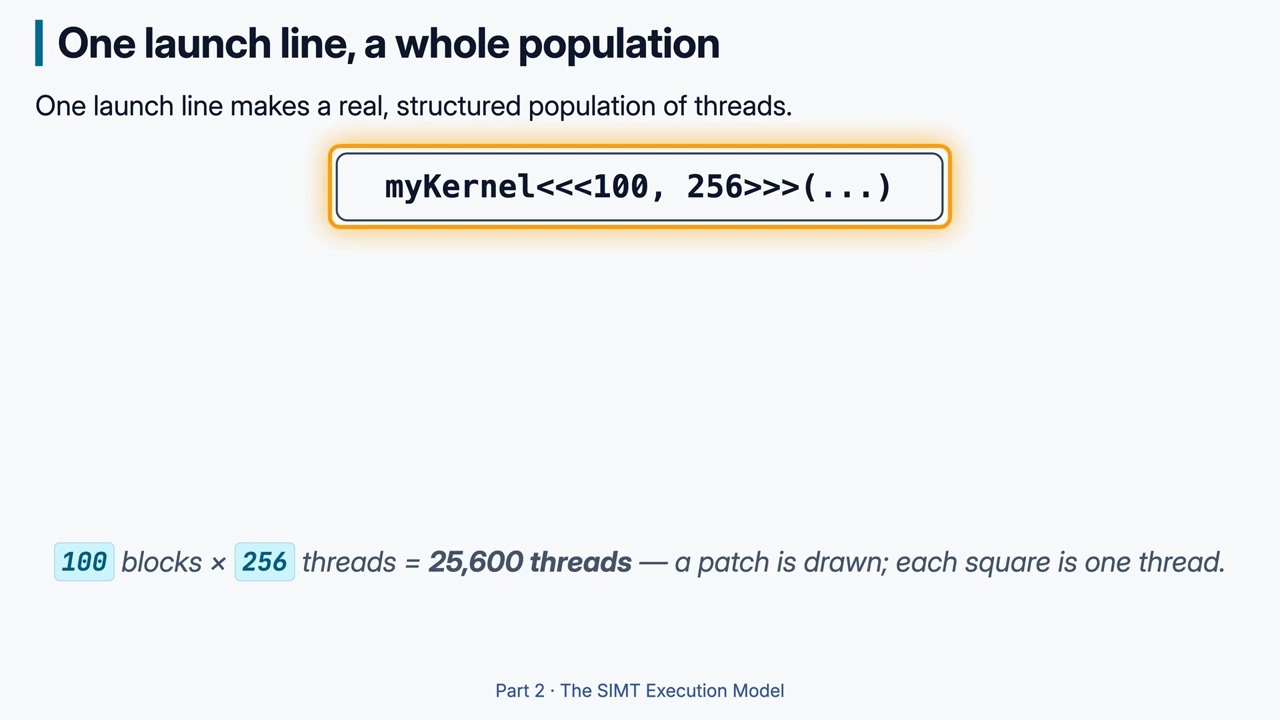 One launch line, a whole population
One launch line makes a real, structured population of threads.
myKernel<<<100, 256>>>(...)
100 blocks × 256 threads = 25,600 threads — a patch is drawn; each square is one thread.
Part 2 · The SIMT Execution Model